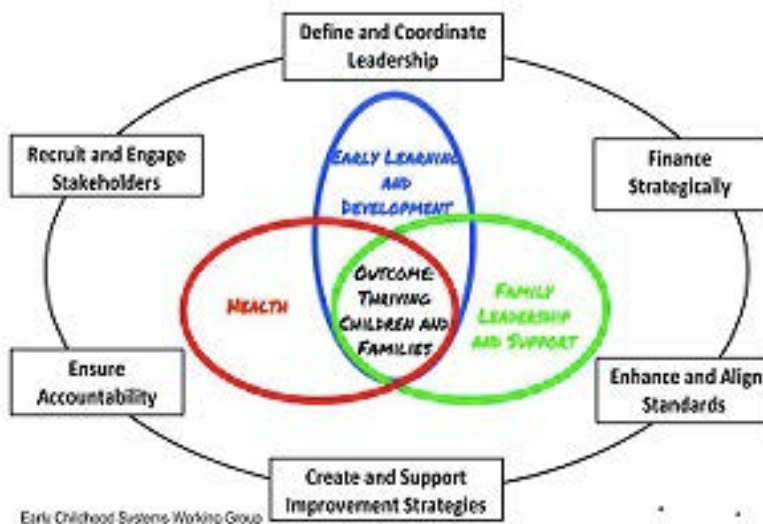 Define and Coordinate
Leadership
Recruit and Engage
Stakeholders
Finance
Strategically
EARLY LEARNING
AND
DEVELOPMENT
HEALTH
OUTCOME:
THRIVING
CHILDREN AND
FAMILIES
FAMILY
LEADERSHIP
AND SUPPORT
Ensure
Accountability
Enhance and Align
Standards
Create and Support
Improvement Strategies
Early Childhood Systems Working Group